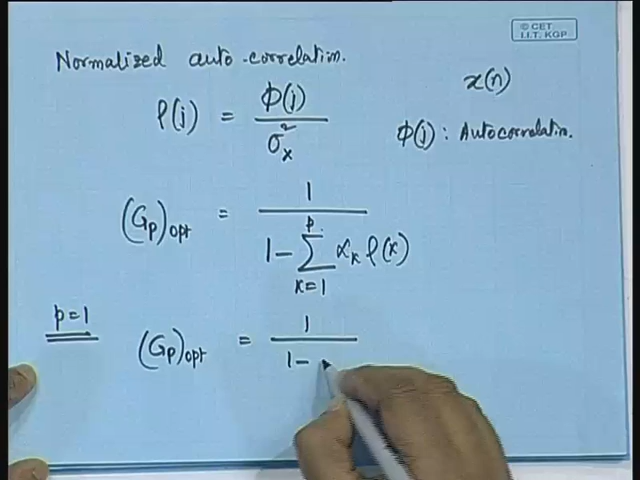 © CET
I.I.T. KGP
Normalized auto-correlation.
x(n)
ρ(j) = φ(j) / σx²
φ(j) : Autocorrelation.
(Gp)opt = 1 / (1 - Σ_{k=1}^{p} αk ρ(k))
p=1
(Gp)opt = 1 / (1 -